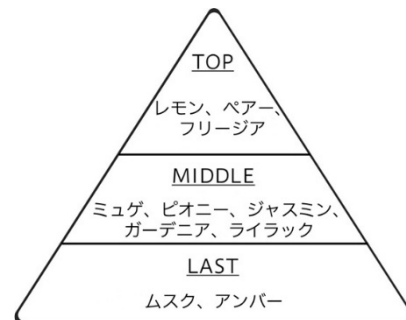 TOP
レモン、ペアー、
フリージア
MIDDLE
ミュゲ、ピオニー、ジャスミン、
ガーデニア、ライラック
LAST
ムスク、アンバー